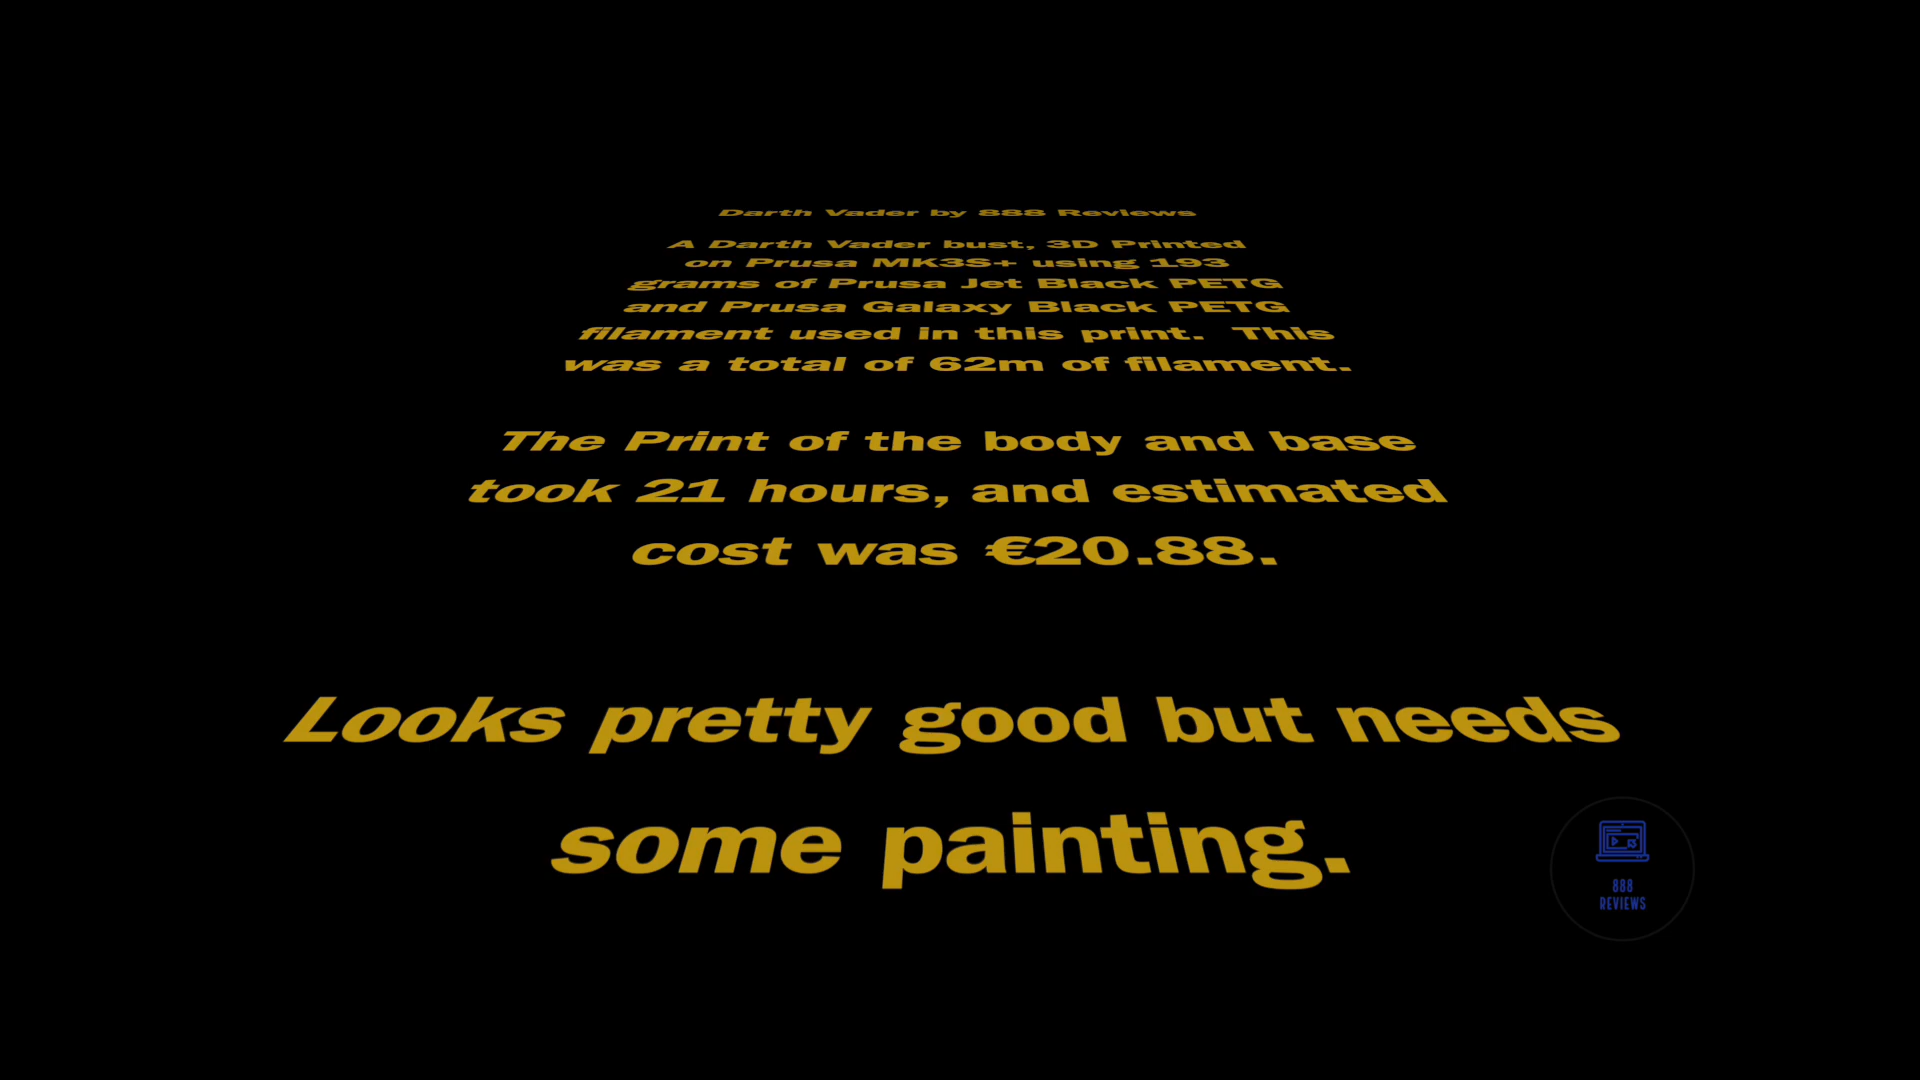 Darth Vader by 888 Reviews
A Darth Vader bust, 3D Printed
on Prusa MK3S+ using 193
grams of Prusa Jet Black PETG
and Prusa Galaxy Black PETG
filament used in this print.  This
was a total of 62m of filament.
The Print of the body and base
took 21 hours, and estimated
cost was €20.88.
Looks pretty good but needs
some painting.
888
REVIEWS